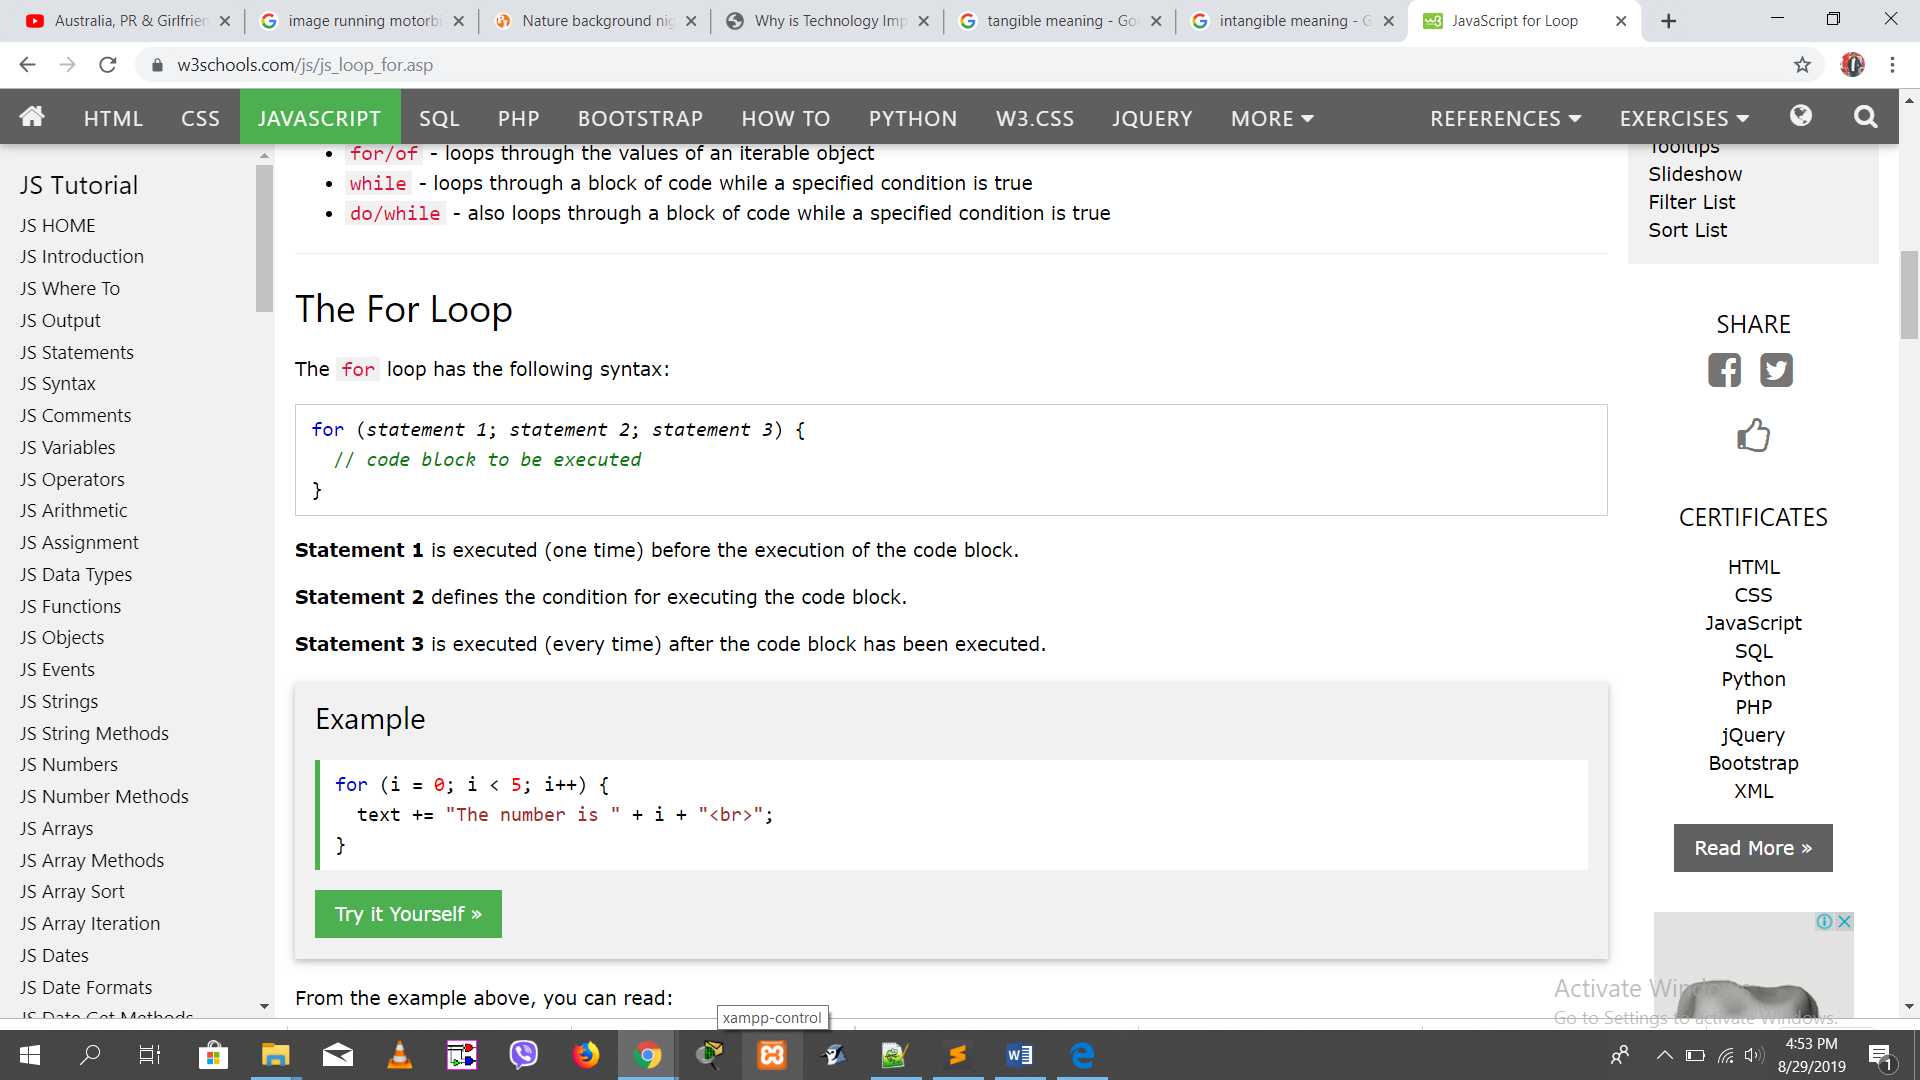 Australia, PR & Girlfrien
image running motorbi
Nature background nig
Why is Technology Imp
tangible meaning - Goo
intangible meaning - G
JavaScript for Loop
w3schools.com/js/js_loop_for.asp
HTML CSS JAVASCRIPT SQL PHP BOOTSTRAP HOW TO PYTHON W3.CSS JQUERY MORE REFERENCES EXERCISES
JS Tutorial
JS HOME
JS Introduction
JS Where To
JS Output
JS Statements
JS Syntax
JS Comments
JS Variables
JS Operators
JS Arithmetic
JS Assignment
JS Data Types
JS Functions
JS Objects
JS Events
JS Strings
JS String Methods
JS Numbers
JS Number Methods
JS Arrays
JS Array Methods
JS Array Sort
JS Array Iteration
JS Dates
JS Date Formats
JS Date Get Methods
for/of - loops through the values of an iterable object
while - loops through a block of code while a specified condition is true
do/while - also loops through a block of code while a specified condition is true
The For Loop
The for loop has the following syntax:
for (statement 1; statement 2; statement 3) {
// code block to be executed
}
Statement 1 is executed (one time) before the execution of the code block.
Statement 2 defines the condition for executing the code block.
Statement 3 is executed (every time) after the code block has been executed.
Example
for (i = 0; i < 5; i++) {
text += "The number is " + i + "<br>";
}
Try it Yourself »
From the example above, you can read:
Tooltips
Slideshow
Filter List
Sort List
SHARE
CERTIFICATES
HTML
CSS
JavaScript
SQL
Python
PHP
jQuery
Bootstrap
XML
Read More »
Activate Windows
Go to Settings to activate Windows.
xampp-control
4:53 PM
8/29/2019
1